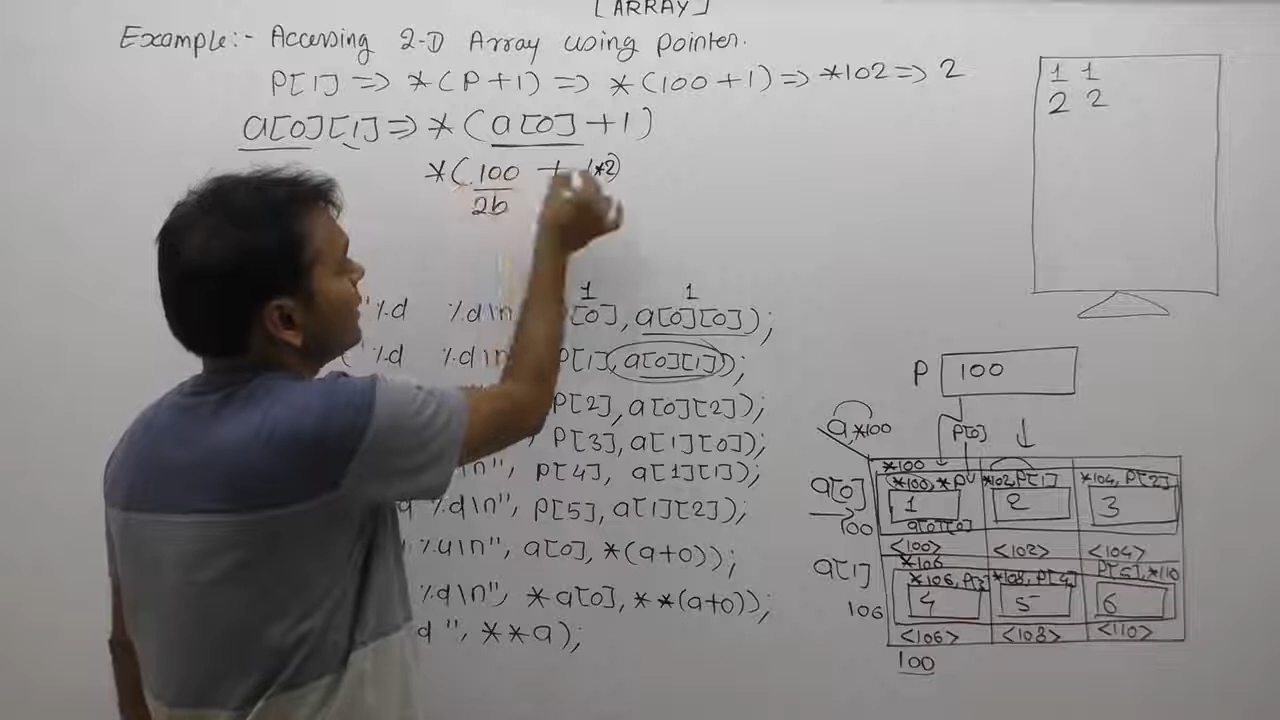 [ARRAY]
Example:- Accessing 2-D Array using pointer.
P[1] => *(P+1) => *(100+1) => *102 => 2
a[0][1] => *(a[0]+1)
*(100 + (*2)
2b
1 1
2 2
1 1
"%d %d\n" [0], a[0][0]);
"%d %d\n" P[1], a[0][1]);
P[2], a[0][2]);
P[3], a[1][0]);
\n", P[4], a[1][1]);
d %d\n", P[5], a[1][2]);
%u\n", a[0], *(a+0));
%d\n", *a[0], **(a+0));
d ", **a);
P 100
a, *100 P[0]
*100
a[0] *100, *P *102, P[1] *104, P[2]
1 2 3
100 a[0][0]
<100> <102> <104>
*106
a[1] *106, P[3] *108, P[4] P[5], *110
106 4 5 6
<106> <108> <110>
100